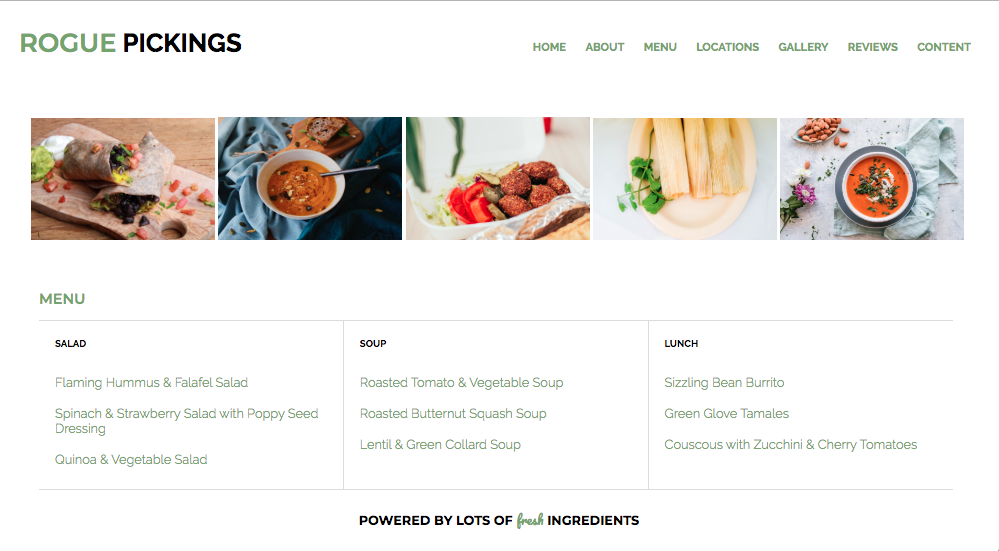 ROGUE PICKINGS
HOME ABOUT MENU LOCATIONS GALLERY REVIEWS CONTENT
MENU
SALAD
Flaming Hummus & Falafel Salad
Spinach & Strawberry Salad with Poppy Seed
Dressing
Quinoa & Vegetable Salad
SOUP
Roasted Tomato & Vegetable Soup
Roasted Butternut Squash Soup
Lentil & Green Collard Soup
LUNCH
Sizzling Bean Burrito
Green Glove Tamales
Couscous with Zucchini & Cherry Tomatoes
POWERED BY LOTS OF fresh INGREDIENTS